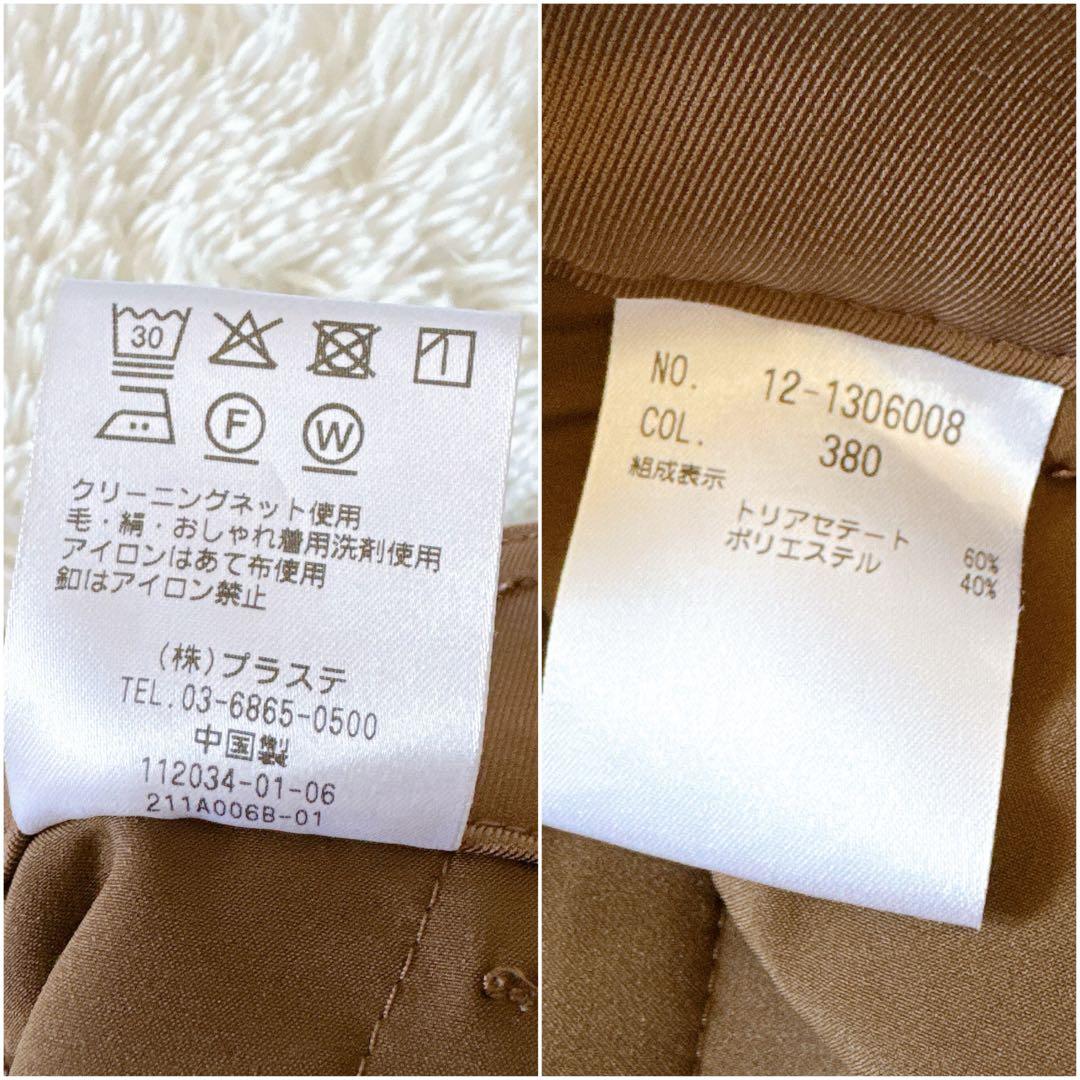 30
F
W
クリーニングネット使用
毛・絹・おしゃれ着用洗剤使用
アイロンはあて布使用
釦はアイロン禁止
(株)プラステ
TEL.03-6865-0500
中国
112034-01-06
211A006B-01
NO. 12-1306008
COL. 380
組成表示
トリアセテート 60%
ポリエステル 40%